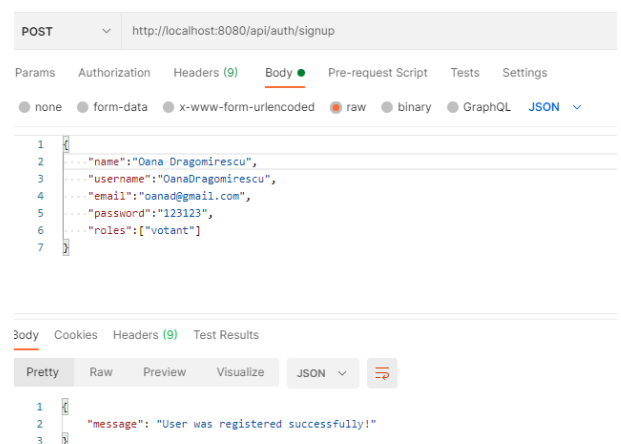 POST http://localhost:8080/api/auth/signup
Params Authorization Headers (9) Body Pre-request Script Tests Settings
none form-data x-www-form-urlencoded raw binary GraphQL JSON
1 {
2 "name":"Oana Dragomirescu",
3 "username":"OanaDragomirescu",
4 "email":"oanad@gmail.com",
5 "password":"123123",
6 "roles":["votant"]
7 }
Body Cookies Headers (9) Test Results
Pretty Raw Preview Visualize JSON
1 {
2 "message": "User was registered successfully!"
3 }